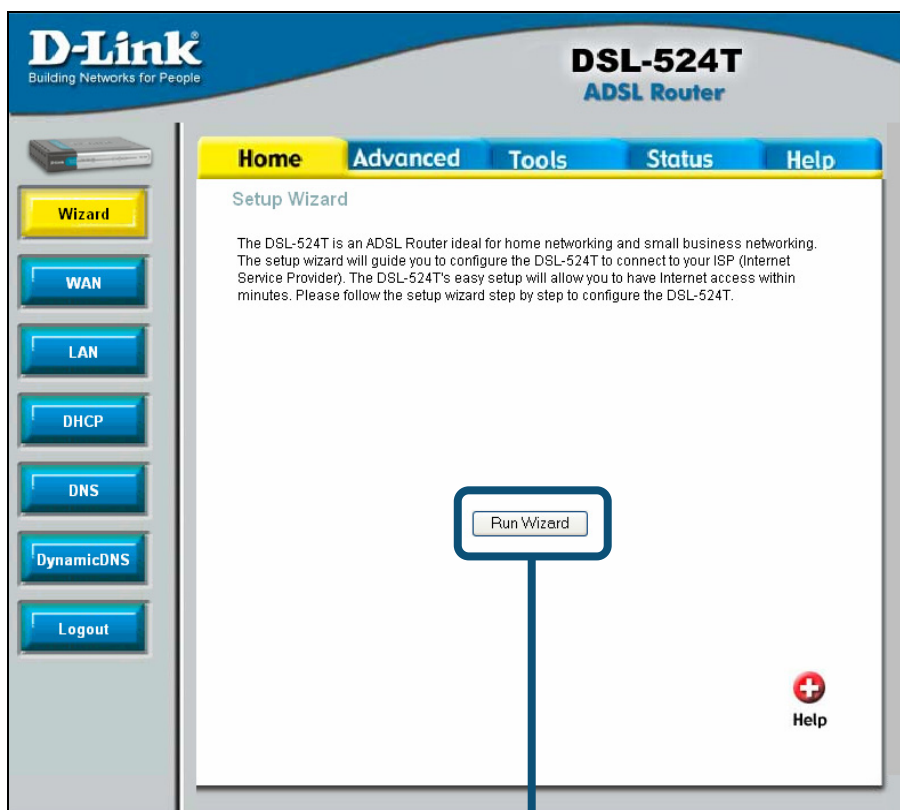 D-Link
Building Networks for People
DSL-524T
ADSL Router
Home Advanced Tools Status Help
Wizard
WAN
LAN
DHCP
DNS
DynamicDNS
Logout
Setup Wizard
The DSL-524T is an ADSL Router ideal for home networking and small business networking.
The setup wizard will guide you to configure the DSL-524T to connect to your ISP (Internet
Service Provider). The DSL-524T's easy setup will allow you to have Internet access within
minutes. Please follow the setup wizard step by step to configure the DSL-524T.
Run Wizard
Help